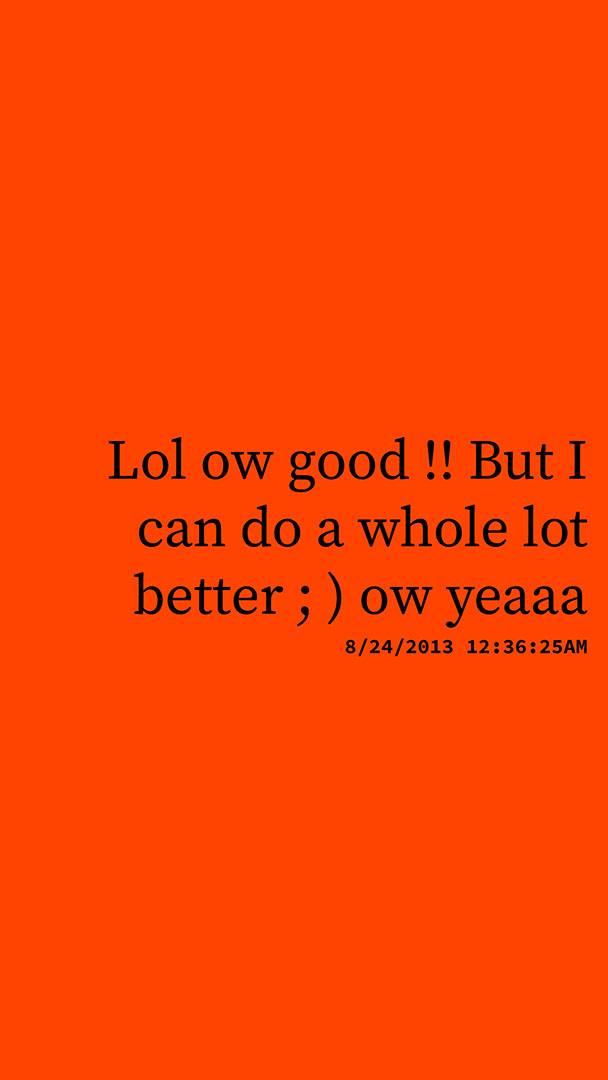 Lol ow good !! But I
can do a whole lot
better ; ) ow yeaaa
8/24/2013 12:36:25AM